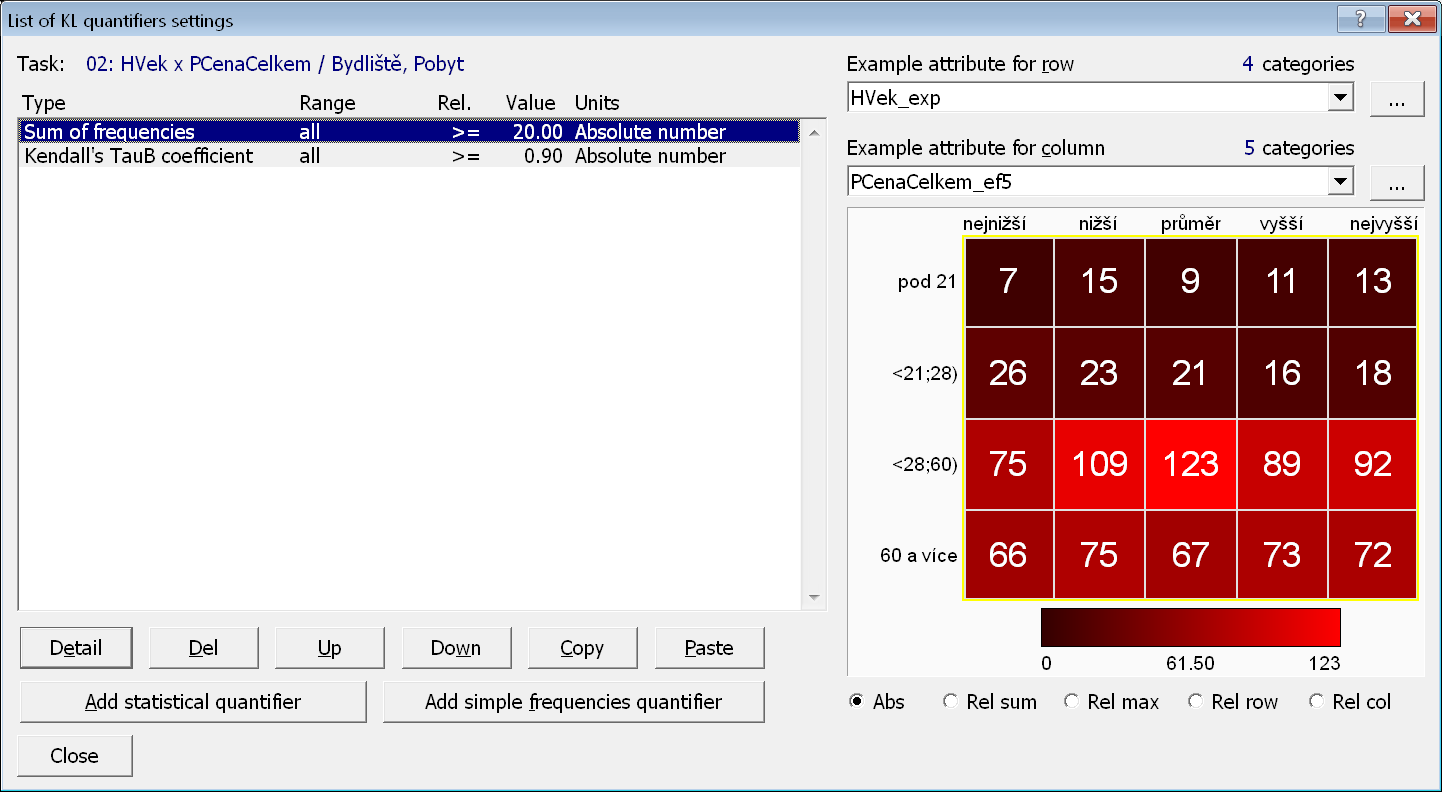 List of KL quantifiers settings
?
Task: 02: HVek x PCenaCelkem / Bydliště, Pobyt
Type Range Rel. Value Units
Sum of frequencies all >= 20.00 Absolute number
Kendall's TauB coefficient all >= 0.90 Absolute number
Detail Del Up Down Copy Paste
Add statistical quantifier Add simple frequencies quantifier
Close
Example attribute for row 4 categories
HVek_exp ...
Example attribute for column 5 categories
PCenaCelkem_ef5 ...
nejnižší nižší průměr vyšší nejvyšší
pod 21 7 15 9 11 13
<21;28) 26 23 21 16 18
<28;60) 75 109 123 89 92
60 a více 66 75 67 73 72
0 61.50 123
Abs Rel sum Rel max Rel row Rel col